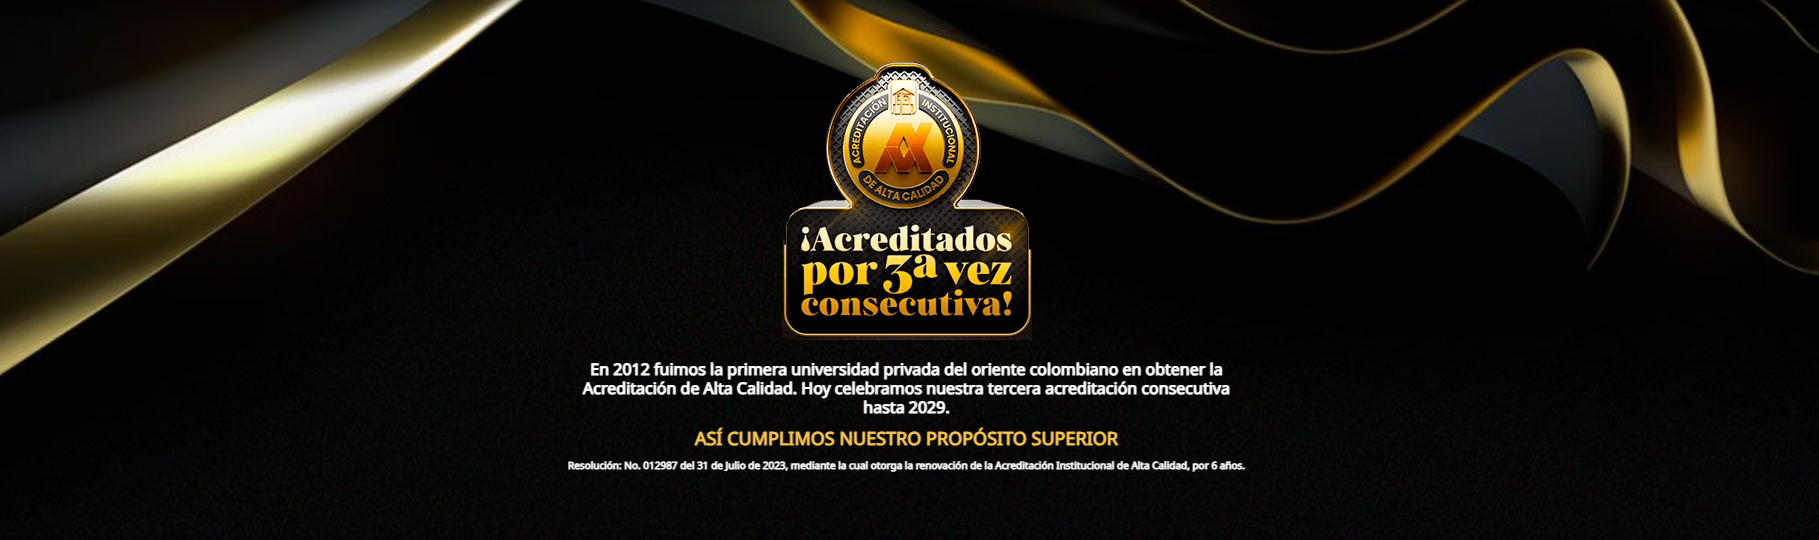 ACREDITACIÓN INSTITUCIONAL
DE ALTA CALIDAD
¡Acreditados
por 3ª vez
consecutiva!
En 2012 fuimos la primera universidad privada del oriente colombiano en obtener la
Acreditación de Alta Calidad. Hoy celebramos nuestra tercera acreditación consecutiva
hasta 2029.
ASÍ CUMPLIMOS NUESTRO PROPÓSITO SUPERIOR
Resolución: No. 012987 del 31 de Julio de 2023, mediante la cual otorga la renovación de la Acreditación Institucional de Alta Calidad, por 6 años.